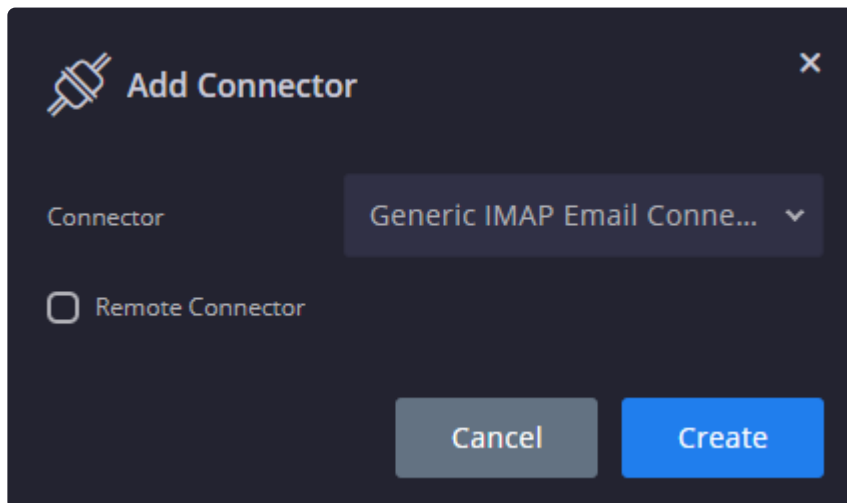 Add Connector
Connector
Generic IMAP Email Conne...
Remote Connector
Cancel
Create